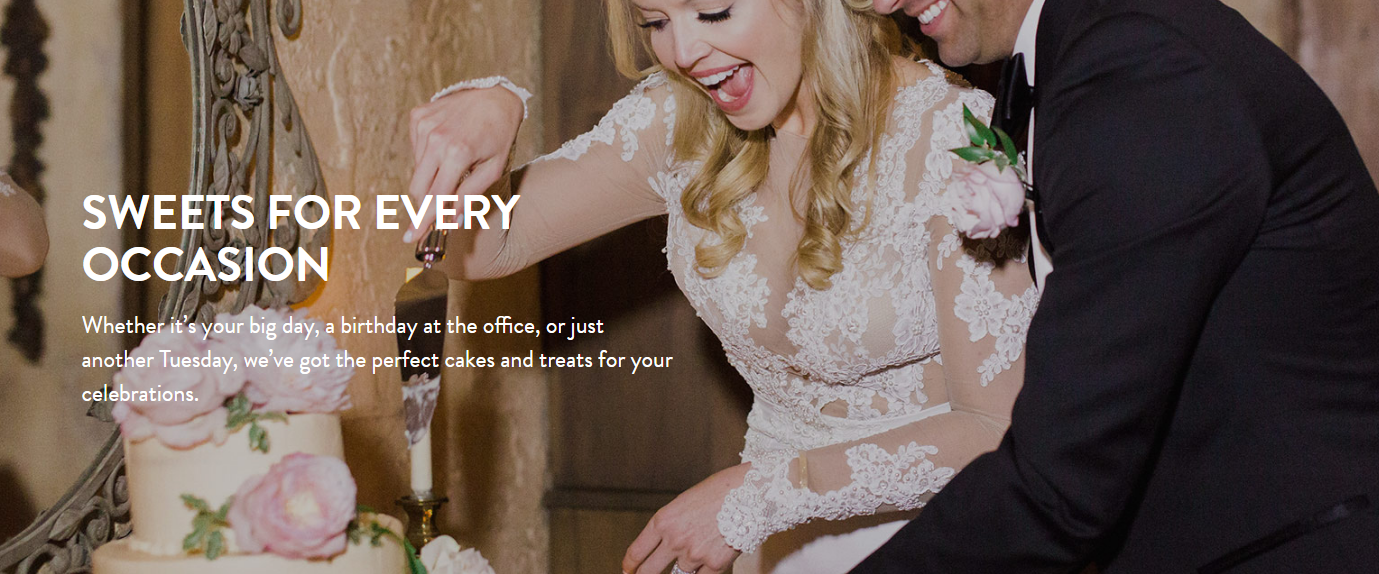 SWEETS FOR EVERY
OCCASION
Whether it’s your big day, a birthday at the office, or just
another Tuesday, we’ve got the perfect cakes and treats for your
celebrations.